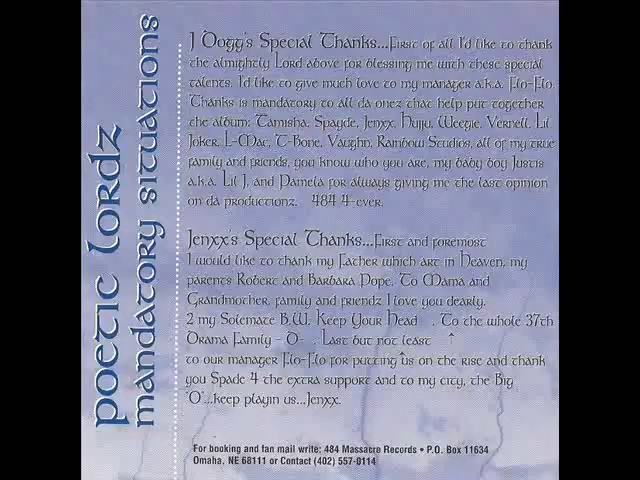 poetic lordz
mandatory situations
J Dogg's Special Thanks...First of all I'd like to thank
the almightly Lord above for blessing me with these special
talents. I'd like to give much love to my manager a.k.a. Flo-Flo.
Thanks is mandatory to all da onez that help put together
the album: Tamisha, Spayde, Jenxx, Hujju, Weegie, Vernell, Lil
Joker, L-Mac, T-Bone, Vaughn, Rainbow Studios, all of my true
family and friends, you know who you are, my baby boy Justis
a.k.a. Lil J, and Pamela for always giving me the last opinion
on da productionz. 484 4-ever.
Jenxx's Special Thanks...First and foremost
I would like to thank my Father which art in Heaven, my
parents Robert and Barbara Pope. To Mama and
Grandmother, family and friendz I love you dearly.
2 my Solemate B.W. Keep Your Head . To the whole 37th
Drama Family - O- . Last but not least ↑
to our manager Flo-Flo for putting us on the rise and thank
you Spade 4 the extra support and to my city, the Big
"O"...keep playin us...Jenxx.
For booking and fan mail write: 484 Massacre Records • P.O. Box 11634
Omaha, NE 68111 or Contact (402) 557-0114